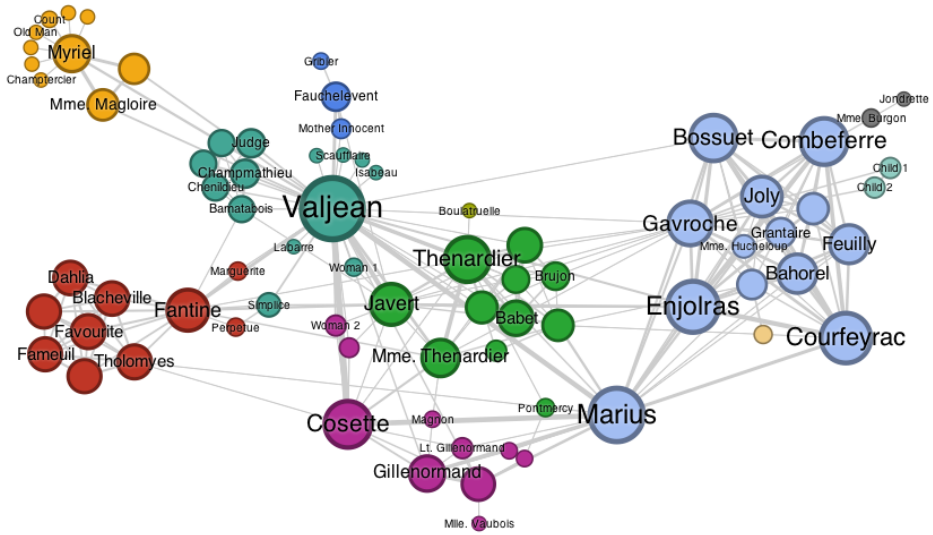 Count
Old Man
Myriel
Champtercier
Mme. Magloire
Gribier
Fauchelevent
Mother Innocent
Scaufflaire
Isabeau
Judge
Champmathieu
Chenildieu
Bamatabois
Valjean
Labarre
Woman 1
Marguerite
Simplice
Perpetue
Dahlia
Blacheville
Favourite
Fameuil
Tholomyes
Fantine
Boulatruelle
Thenardier
Brujon
Javert
Babet
Woman 2
Mme. Thenardier
Pontmercy
Cosette
Magnon
Lt. Gillenormand
Gillenormand
Mlle. Vaubois
Marius
Jondrette
Mme. Burgon
Bossuet
Combeferre
Child 1
Child 2
Joly
Gavroche
Grantaire
Mme. Hucheloup
Feuilly
Bahorel
Enjolras
Courfeyrac